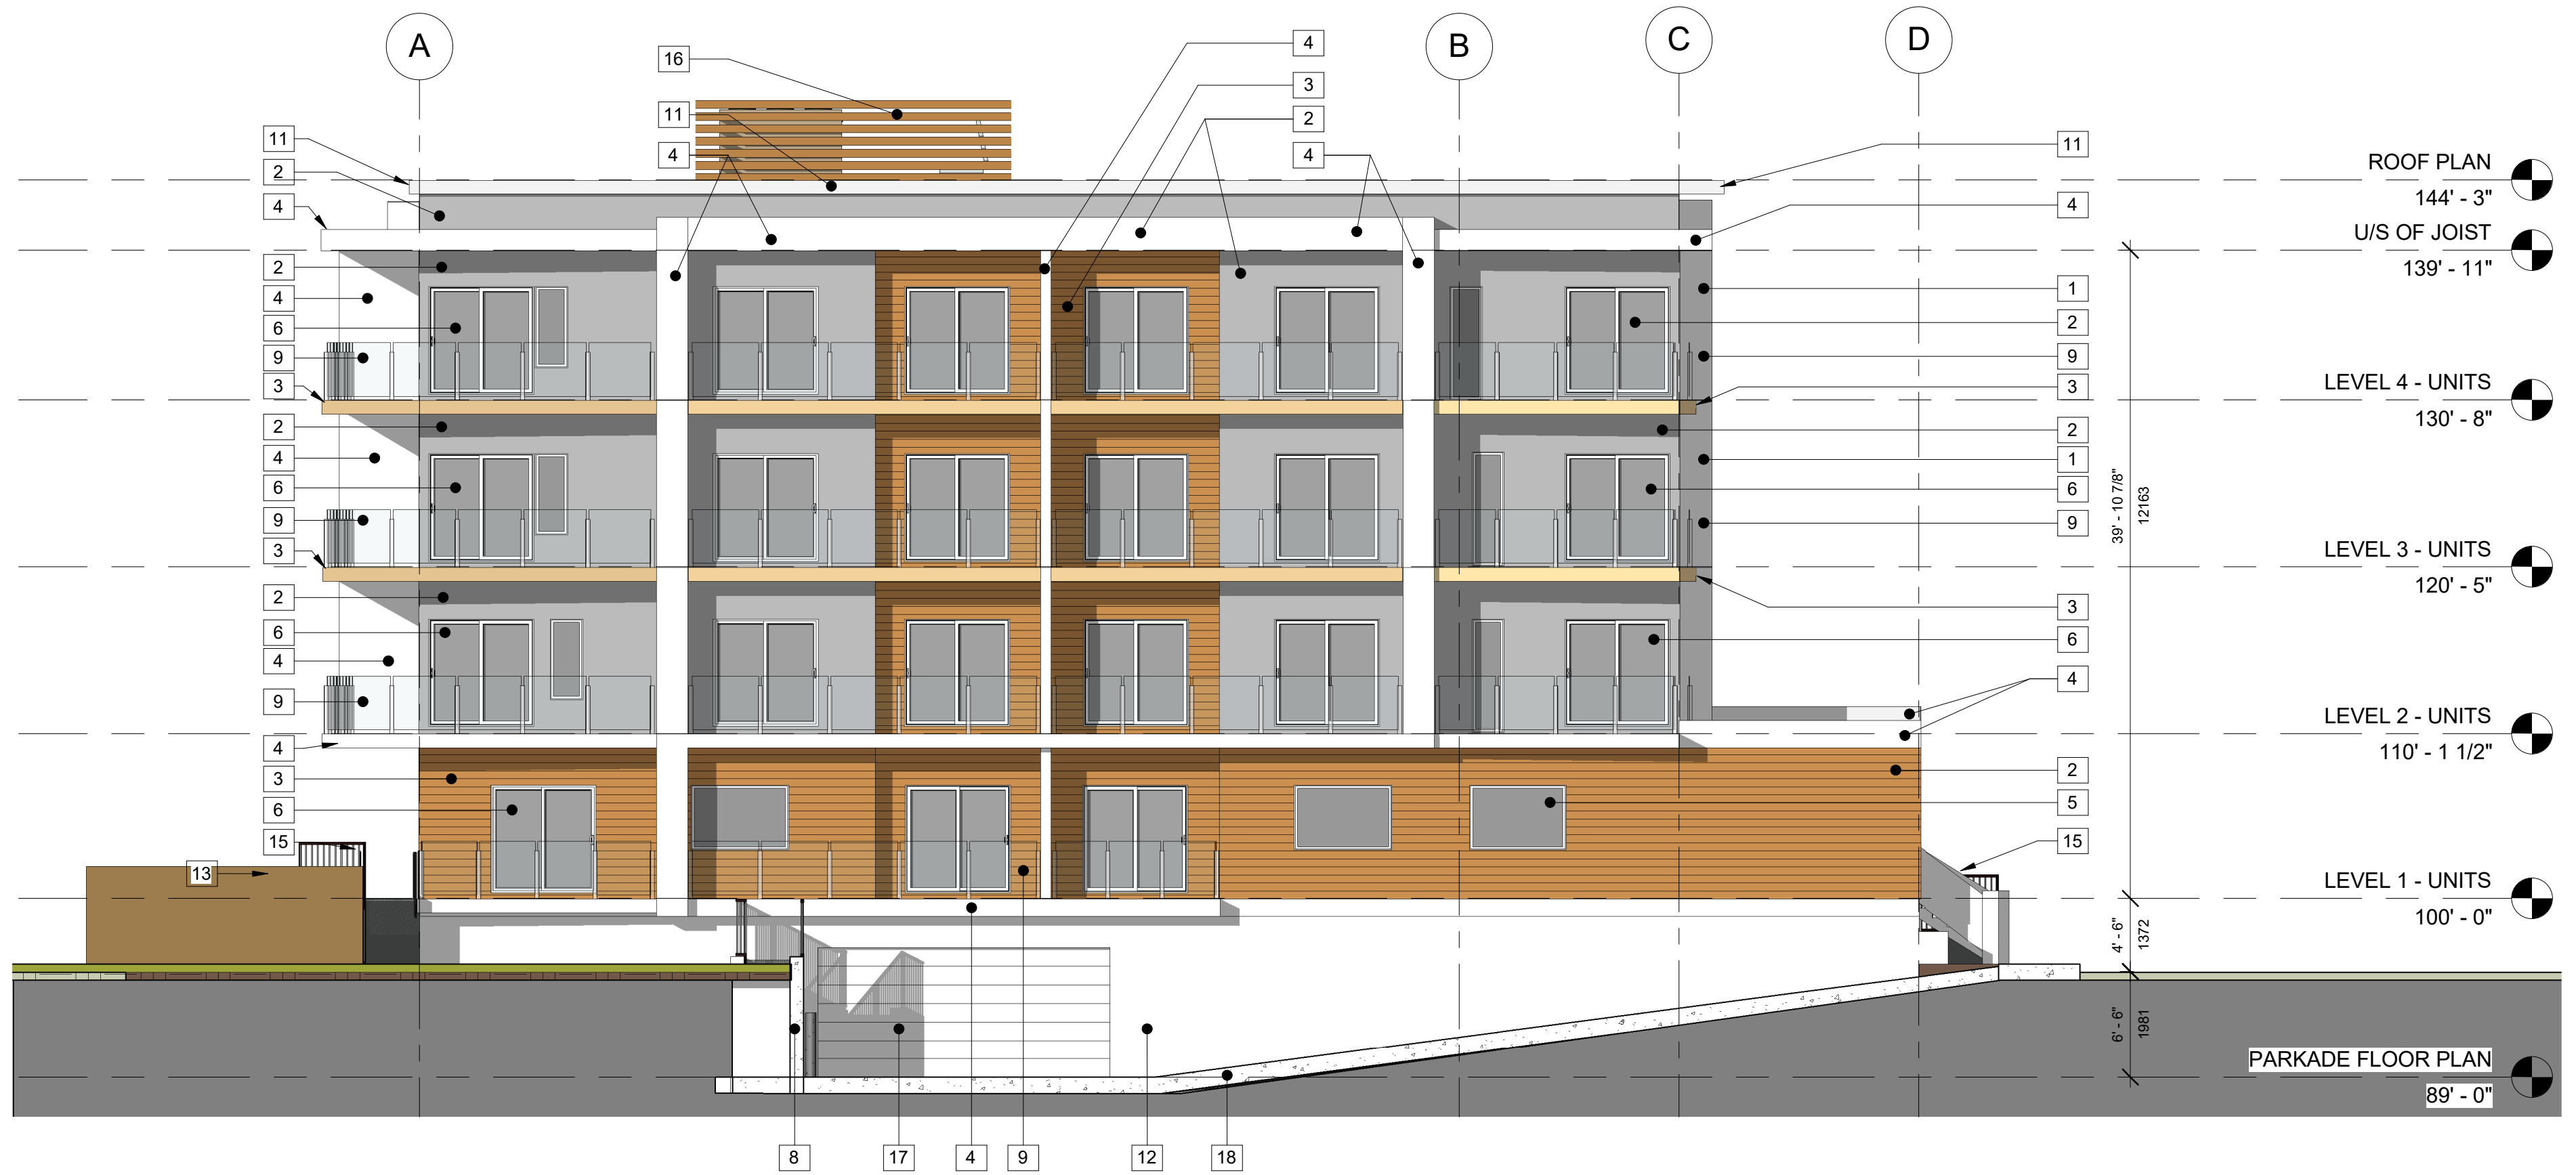 A
B
C
D
16
11
4
4
3
2
4
11
2
4
2
4
6
9
3
2
4
6
9
3
2
6
4
9
4
3
6
15
13
11
4
1
2
9
3
2
1
6
9
3
6
4
2
5
15
8
17
4
9
12
18
ROOF PLAN
144' - 3"
U/S OF JOIST
139' - 11"
LEVEL 4 - UNITS
130' - 8"
LEVEL 3 - UNITS
120' - 5"
LEVEL 2 - UNITS
110' - 1 1/2"
LEVEL 1 - UNITS
100' - 0"
PARKADE FLOOR PLAN
89' - 0"
39' - 10 7/8"
12163
4' - 6"
1372
6' - 6"
1981